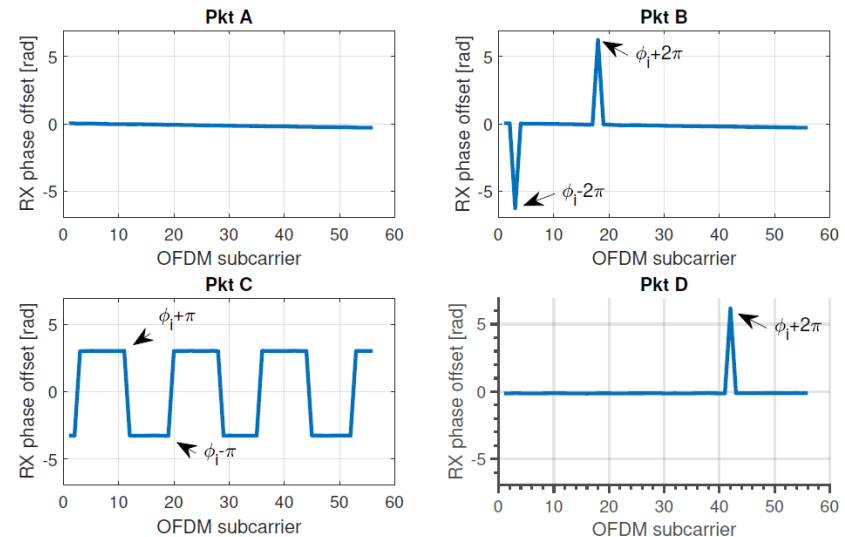 Pkt A
RX phase offset [rad]
5
0
-5
0 10 20 30 40 50 60
OFDM subcarrier
Pkt B
RX phase offset [rad]
5
0
-5
ϕi+2π
ϕi-2π
0 10 20 30 40 50 60
OFDM subcarrier
Pkt C
RX phase offset [rad]
5
0
-5
ϕi+π
ϕi-π
0 10 20 30 40 50 60
OFDM subcarrier
Pkt D
RX phase offset [rad]
5
0
-5
ϕi+2π
0 10 20 30 40 50 60
OFDM subcarrier